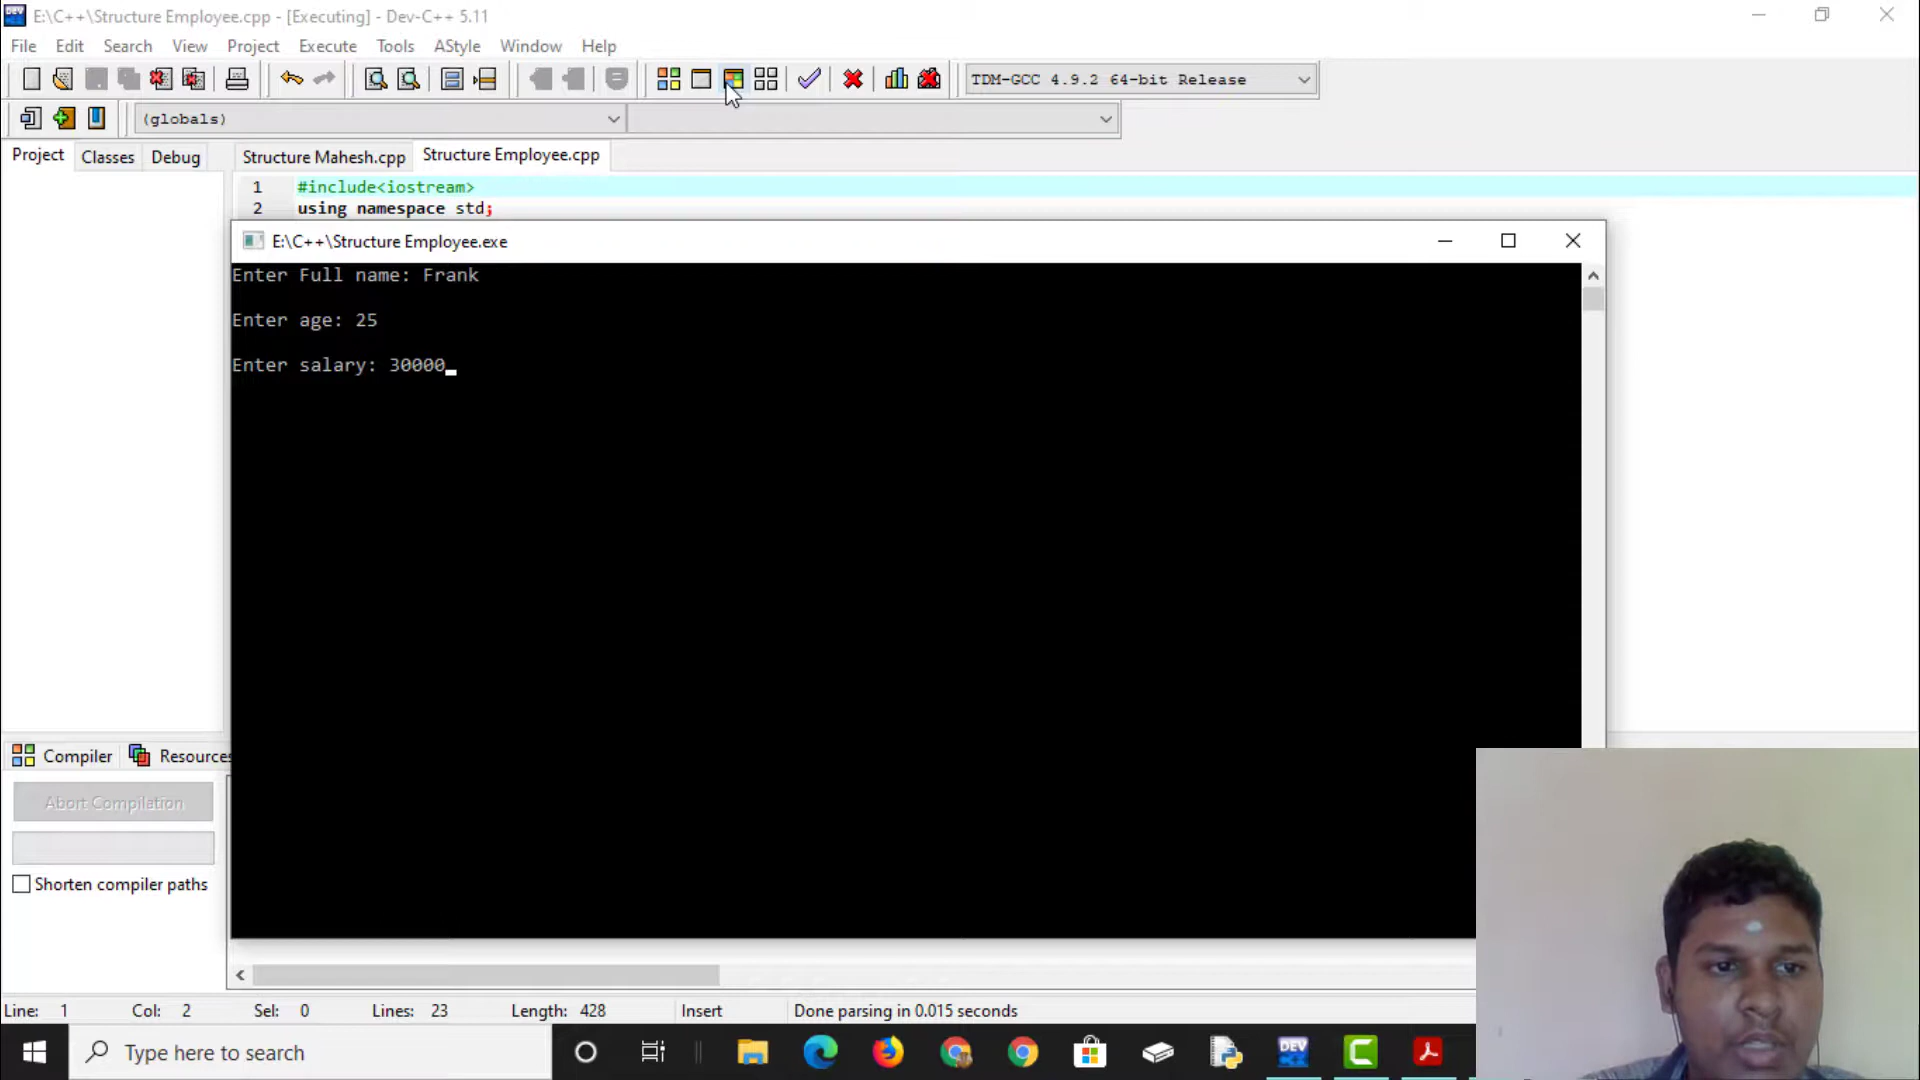 E:\C++\Structure Employee.cpp - [Executing] - Dev-C++ 5.11
File Edit Search View Project Execute Tools AStyle Window Help
TDM-GCC 4.9.2 64-bit Release
(globals)
Project Classes Debug Structure Mahesh.cpp Structure Employee.cpp
1 #include<iostream>
2 using namespace std;
E:\C++\Structure Employee.exe
Enter Full name: Frank
Enter age: 25
Enter salary: 30000
Compiler Resources
Abort Compilation
Shorten compiler paths
Line: 1 Col: 2 Sel: 0 Lines: 23 Length: 428 Insert Done parsing in 0.015 seconds
Type here to search